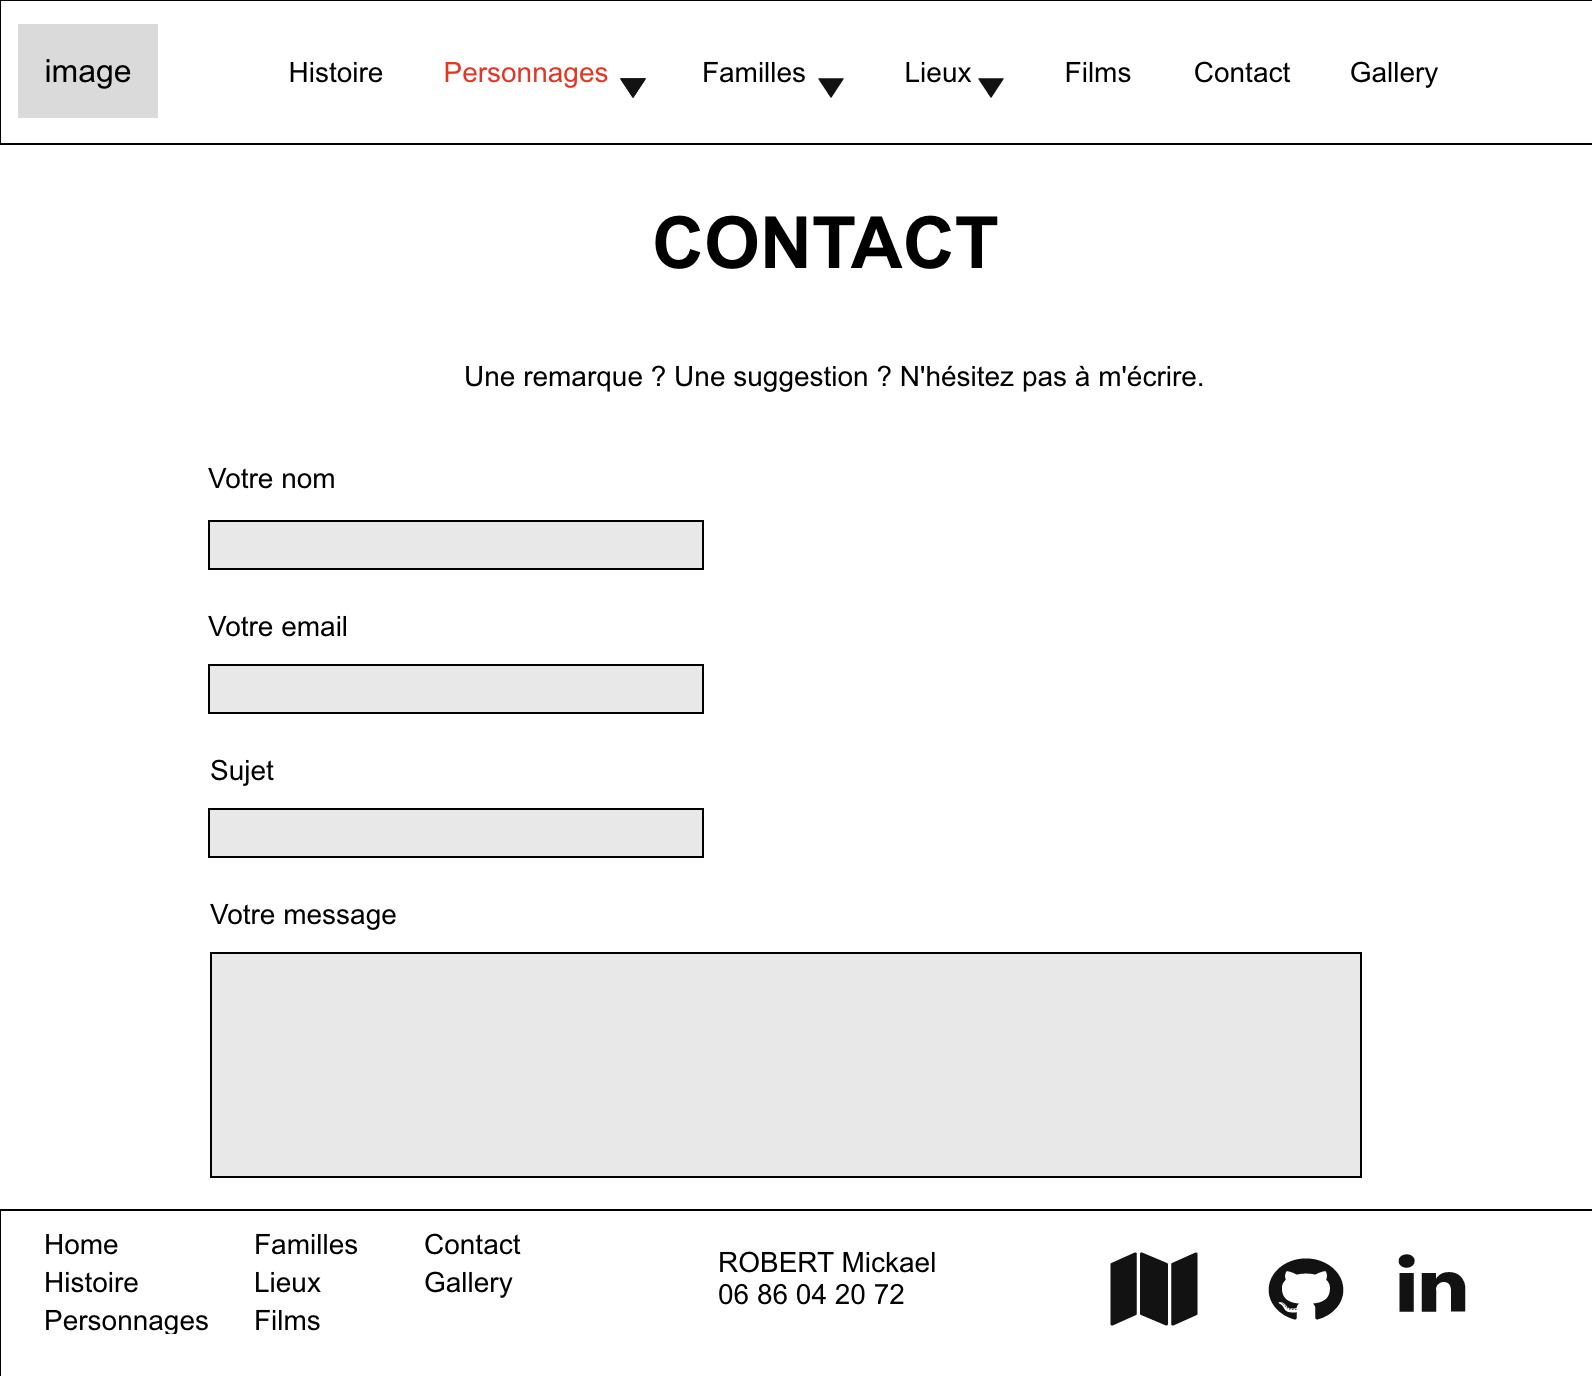 image
Histoire Personnages Familles Lieux Films Contact Gallery
CONTACT
Une remarque ? Une suggestion ? N'hésitez pas à m'écrire.
Votre nom
Votre email
Sujet
Votre message
Home
Histoire
Personnages
Familles
Lieux
Films
Contact
Gallery
ROBERT Mickael
06 86 04 20 72
in